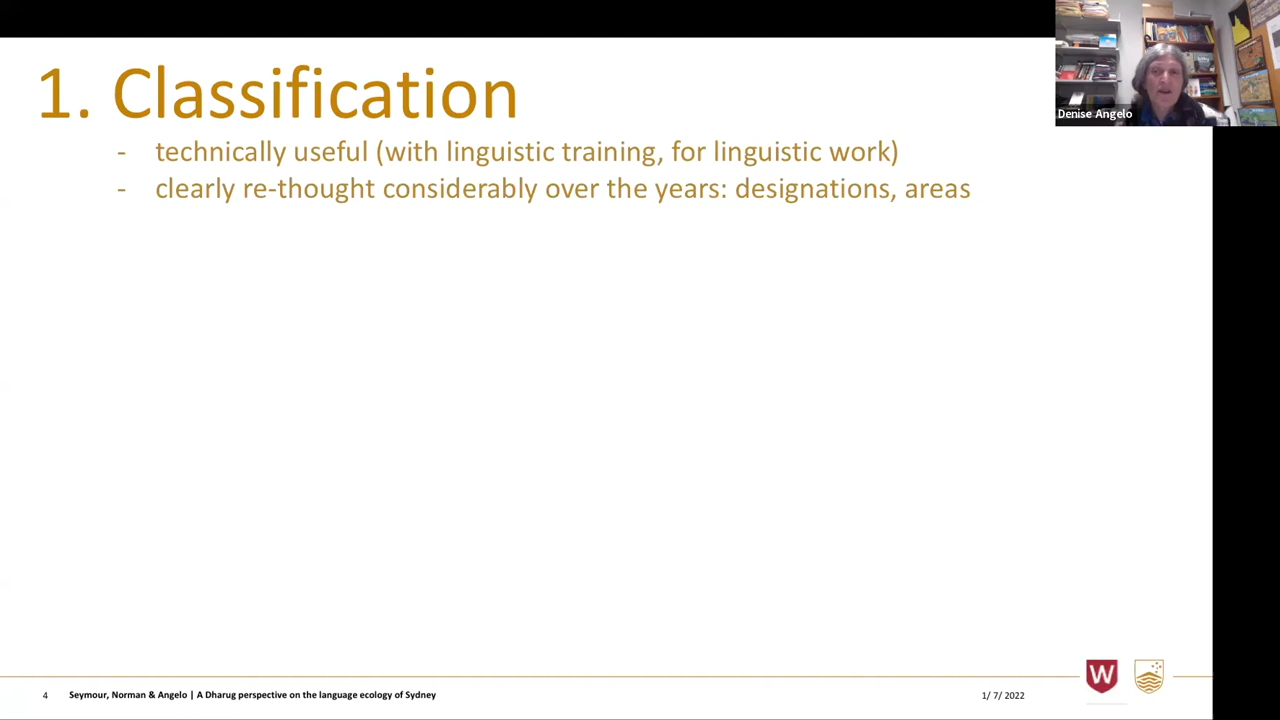 1. Classification
- technically useful (with linguistic training, for linguistic work)
- clearly re-thought considerably over the years: designations, areas
Denise Angelo
4 Seymour, Norman & Angelo | A Dharug perspective on the language ecology of Sydney 1/ 7/ 2022
W